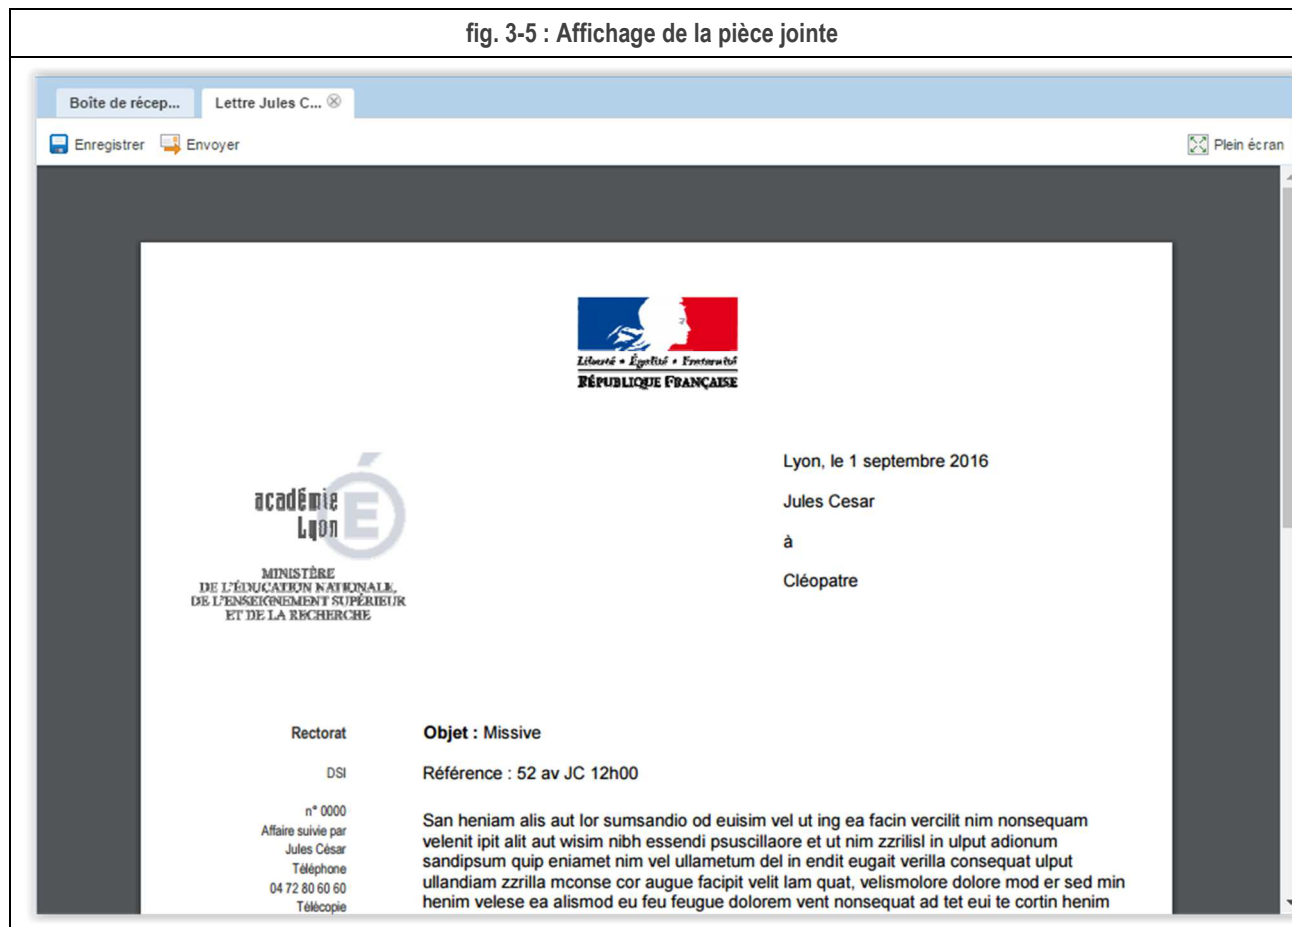 fig. 3-5 : Affichage de la pièce jointe
Boîte de récep...
Lettre Jules C...
Enregistrer
Envoyer
Plein écran
Liberté • Égalité • Fraternité
RÉPUBLIQUE FRANÇAISE
Lyon, le 1 septembre 2016
Jules Cesar
à
Cléopatre
académie
Lyon
É
MINISTÈRE
DE L'ÉDUCATION NATIONALE,
DE L'ENSEIGNEMENT SUPÉRIEUR
ET DE LA RECHERCHE
Rectorat
DSI
n° 0000
Affaire suivie par
Jules César
Téléphone
04 72 80 60 60
Télécopie
Objet : Missive
Référence : 52 av JC 12h00
San heniam alis aut lor sumsandio od euisim vel ut ing ea facin vercilit nim nonsequam
velenit ipit alit aut wisim nibh essendi psuscillaore et ut nim zzrilisl in ulput adionum
sandipsum quip eniamet nim vel ullametum del in endit eugait verilla consequat ulput
ullandiam zzrilla mconse cor augue facipit velit lam quat, velismolore dolore mod er sed min
henim velese ea alismod eu feu feugue dolorem vent nonsequat ad tet eui te cortin henim